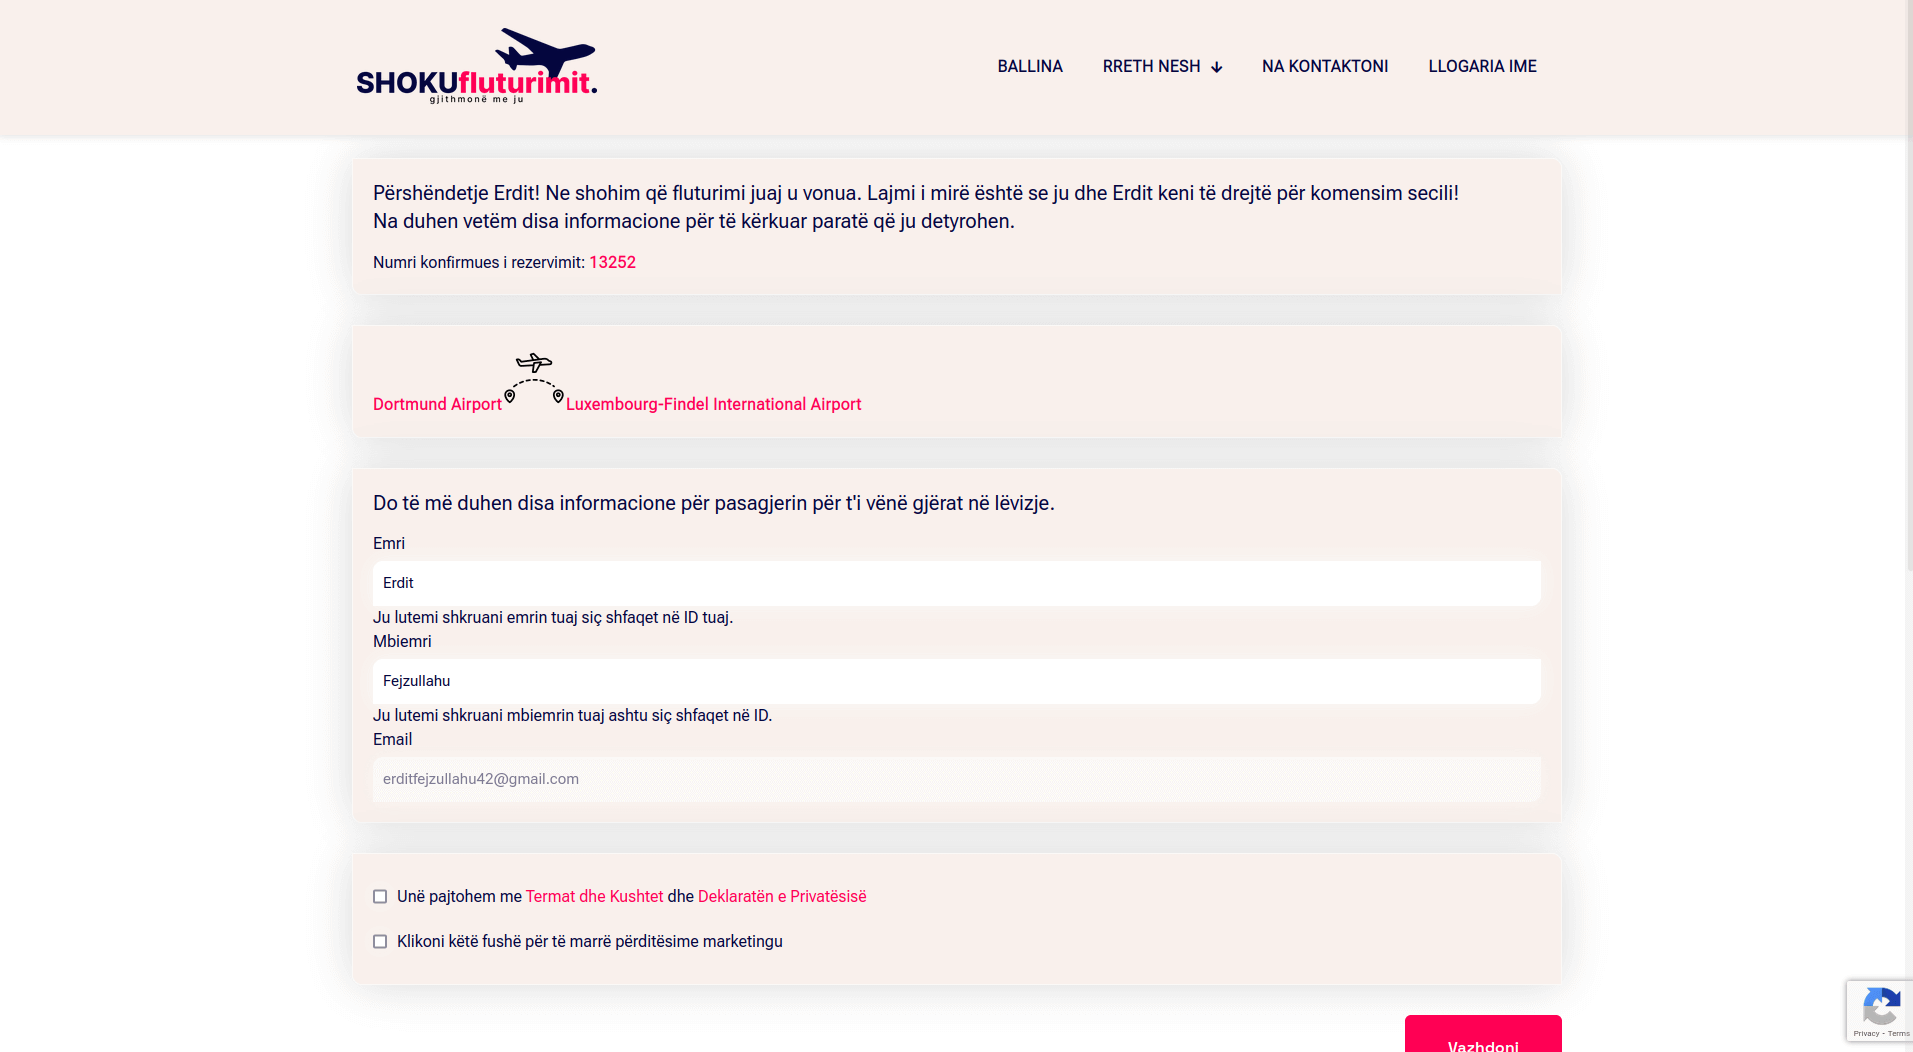 SHOKUfluturimit.
gjithmonë me ju
BALLINA
RRETH NESH
NA KONTAKTONI
LLOGARIA IME
Përshëndetje Erdit! Ne shohim që fluturimi juaj u vonua. Lajmi i mirë është se ju dhe Erdit keni të drejtë për komensim secili!
Na duhen vetëm disa informacione për të kërkuar paratë që ju detyrohen.
Numri konfirmues i rezervimit: 13252
Dortmund Airport Luxembourg-Findel International Airport
Do të më duhen disa informacione për pasagjerin për t'i vënë gjërat në lëvizje.
Emri
Erdit
Ju lutemi shkruani emrin tuaj siç shfaqet në ID tuaj.
Mbiemri
Fejzullahu
Ju lutemi shkruani mbiemrin tuaj ashtu siç shfaqet në ID.
Email
erditfejzullahu42@gmail.com
Unë pajtohem me Termat dhe Kushtet dhe Deklaratën e Privatësisë
Klikoni këtë fushë për të marrë përditësime marketingu
Privacy - Terms
Vazhdoni